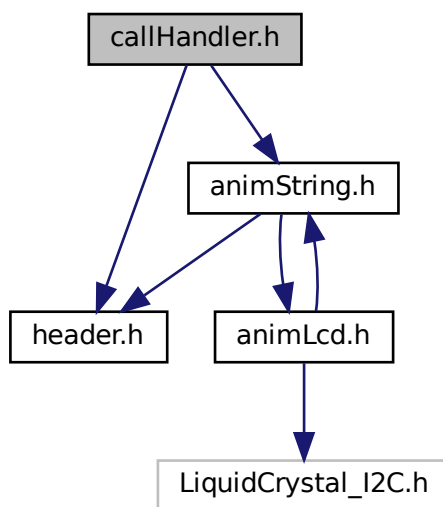 callHandler.h
animString.h
header.h
animLcd.h
LiquidCrystal_I2C.h